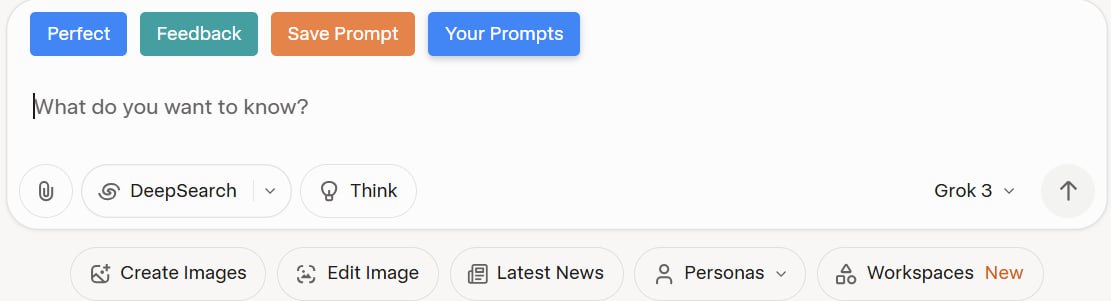 Perfect Feedback Save Prompt Your Prompts
What do you want to know?
DeepSearch Think Grok 3
Create Images Edit Image Latest News Personas Workspaces New